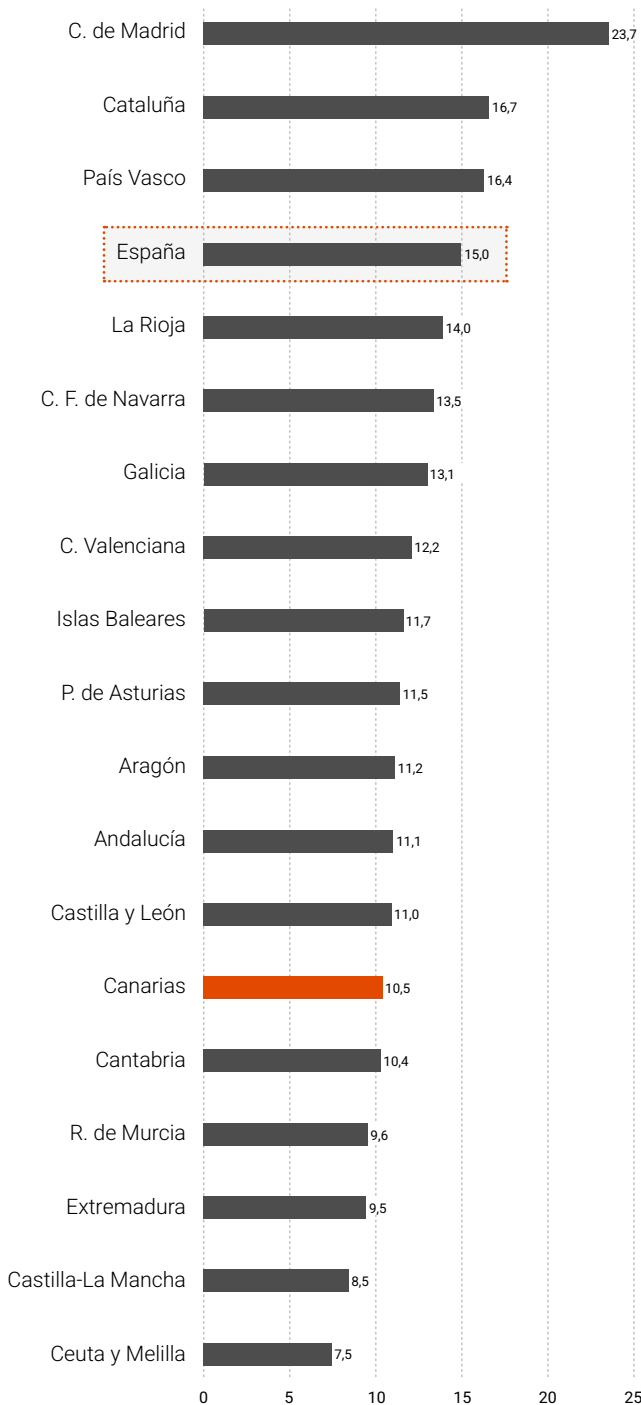 C. de Madrid 23,7
Cataluña 16,7
País Vasco 16,4
España 15,0
La Rioja 14,0
C. F. de Navarra 13,5
Galicia 13,1
C. Valenciana 12,2
Islas Baleares 11,7
P. de Asturias 11,5
Aragón 11,2
Andalucía 11,1
Castilla y León 11,0
Canarias 10,5
Cantabria 10,4
R. de Murcia 9,6
Extremadura 9,5
Castilla-La Mancha 8,5
Ceuta y Melilla 7,5
0 5 10 15 20 25